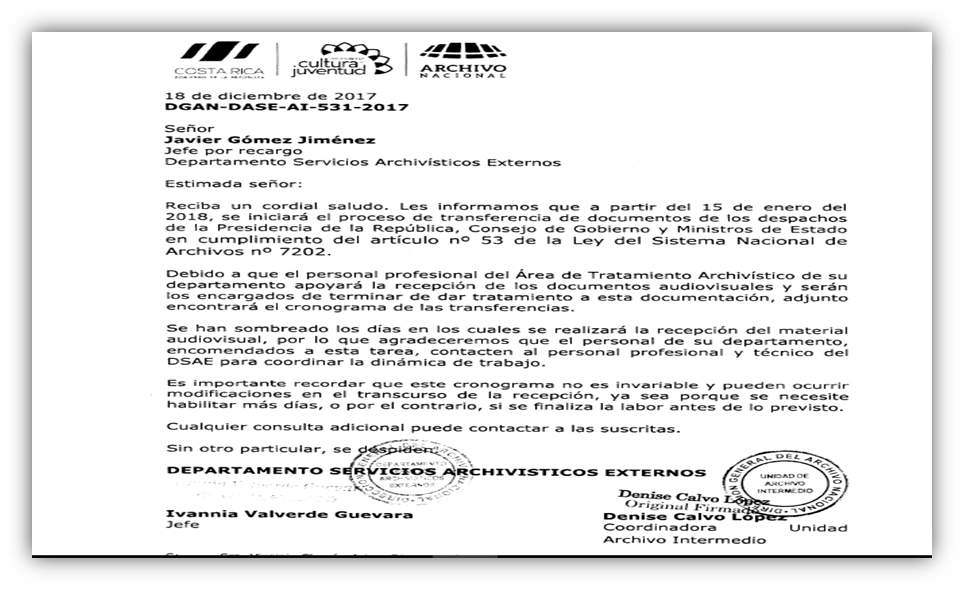 COSTA RICA
GOBIERNO DE LA REPÚBLICA
cultura
juventud
ARCHIVO
NACIONAL
18 de diciembre de 2017
DGAN-DASE-AI-531-2017
Señor
Javier Gómez Jiménez
Jefe por recargo
Departamento Servicios Archivísticos Externos
Estimada señor:
Reciba un cordial saludo. Les informamos que a partir del 15 de enero del
2018, se iniciará el proceso de transferencia de documentos de los despachos
de la Presidencia de la República, Consejo de Gobierno y Ministros de Estado
en cumplimiento del artículo nº 53 de la Ley del Sistema Nacional de
Archivos nº 7202.
Debido a que el personal profesional del Área de Tratamiento Archivístico de su
departamento apoyará la recepción de los documentos audiovisuales y serán
los encargados de terminar de dar tratamiento a esta documentación, adjunto
encontrará el cronograma de las transferencias.
Se han sombreado los días en los cuales se realizará la recepción del material
audiovisual, por lo que agradeceremos que el personal de su departamento,
encomendados a esta tarea, contacten al personal profesional y técnico del
DSAE para coordinar la dinámica de trabajo.
Es importante recordar que este cronograma no es invariable y pueden ocurrir
modificaciones en el transcurso de la recepción, ya sea porque se necesite
habilitar más días, o por el contrario, si se finaliza la labor antes de lo previsto.
Cualquier consulta adicional puede contactar a las suscritas.
Sin otro particular, se despiden,
DEPARTAMENTO SERVICIOS ARCHIVISTICOS EXTERNOS
DEPARTAMENTO
ARCHIVISTICOS
EXTERNOS
UNIDAD DE
ARCHIVO
INTERMEDIO
Denise Calvo López
Original Firmado
Ivannia Valverde Guevara
Jefe
Denise Calvo López
Coordinadora Unidad
Archivo Intermedio